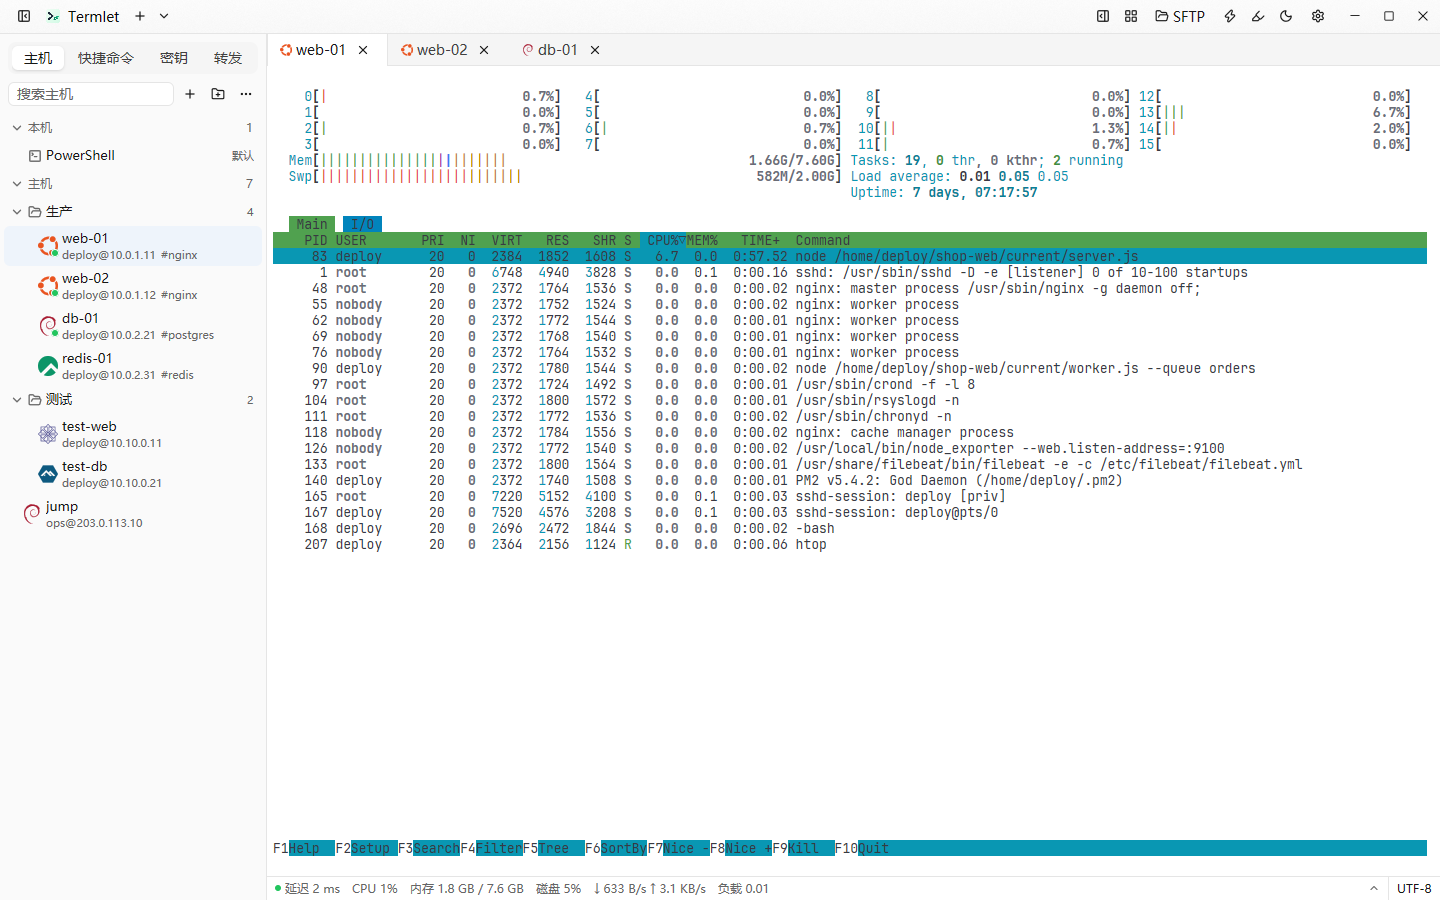 Termlet
SFTP
主机 快捷命令 密钥 转发
搜索主机
本机 1
PowerShell 默认
主机 7
生产 4
web-01
deploy@10.0.1.11 #nginx
web-02
deploy@10.0.1.12 #nginx
db-01
deploy@10.0.2.21 #postgres
redis-01
deploy@10.0.2.31 #redis
测试 2
test-web
deploy@10.10.0.11
test-db
deploy@10.10.0.21
jump
ops@203.0.113.10
web-01 web-02 db-01
0[| 0.7%] 4[ 0.0%] 8[ 0.0%] 12[ 0.0%]
1[ 0.0%] 5[ 0.0%] 9[ 0.0%] 13[||| 6.7%]
2[| 0.7%] 6[| 0.7%] 10[|| 1.3%] 14[|| 2.0%]
3[ 0.0%] 7[ 0.0%] 11[| 0.7%] 15[ 0.0%]
Mem[|||||||||||||||||||||||| 1.66G/7.60G] Tasks: 19, 0 thr, 0 kthr; 2 running
Swp[|||||||||||||||||||||||||| 582M/2.00G] Load average: 0.01 0.05 0.05
Uptime: 7 days, 07:17:57
Main I/O
PID USER PRI NI VIRT RES SHR S CPU%▽MEM% TIME+ Command
83 deploy 20 0 2384 1852 1608 S 6.7 0.0 0:57.52 node /home/deploy/shop-web/current/server.js
1 root 20 0 6748 4940 3828 S 0.0 0.1 0:00.16 sshd: /usr/sbin/sshd -D -e [listener] 0 of 10-100 startups
48 root 20 0 2372 1764 1536 S 0.0 0.0 0:00.02 nginx: master process /usr/sbin/nginx -g daemon off;
55 nobody 20 0 2372 1752 1524 S 0.0 0.0 0:00.01 nginx: worker process
62 nobody 20 0 2372 1772 1544 S 0.0 0.0 0:00.01 nginx: worker process
69 nobody 20 0 2372 1768 1540 S 0.0 0.0 0:00.01 nginx: worker process
76 nobody 20 0 2372 1764 1532 S 0.0 0.0 0:00.01 nginx: worker process
90 deploy 20 0 2372 1780 1544 S 0.0 0.0 0:00.02 node /home/deploy/shop-web/current/worker.js --queue orders
97 root 20 0 2372 1724 1492 S 0.0 0.0 0:00.01 /usr/sbin/crond -f -l 8
104 root 20 0 2372 1800 1572 S 0.0 0.0 0:00.01 /usr/sbin/rsyslogd -n
111 root 20 0 2372 1772 1536 S 0.0 0.0 0:00.02 /usr/sbin/chronyd -n
118 nobody 20 0 2372 1784 1556 S 0.0 0.0 0:00.02 nginx: cache manager process
126 nobody 20 0 2372 1772 1540 S 0.0 0.0 0:00.02 /usr/local/bin/node_exporter --web.listen-address=:9100
133 root 20 0 2372 1800 1564 S 0.0 0.0 0:00.01 /usr/share/filebeat/bin/filebeat -e -c /etc/filebeat/filebeat.yml
140 deploy 20 0 2372 1740 1508 S 0.0 0.0 0:00.01 PM2 v5.4.2: God Daemon (/home/deploy/.pm2)
165 root 20 0 7220 5152 4100 S 0.0 0.1 0:00.03 sshd-session: deploy [priv]
167 deploy 20 0 7520 4576 3208 S 0.0 0.1 0:00.03 sshd-session: deploy@pts/0
168 deploy 20 0 2696 2472 1844 S 0.0 0.0 0:00.02 -bash
207 deploy 20 0 2364 2156 1124 R 0.0 0.0 0:00.06 htop
F1Help F2Setup F3SearchF4FilterF5Tree F6SortByF7Nice -F8Nice +F9Kill F10Quit
延迟 2 ms CPU 1% 内存 1.8 GB / 7.6 GB 磁盘 5% ↓633 B/s↑3.1 KB/s 负载 0.01 UTF-8